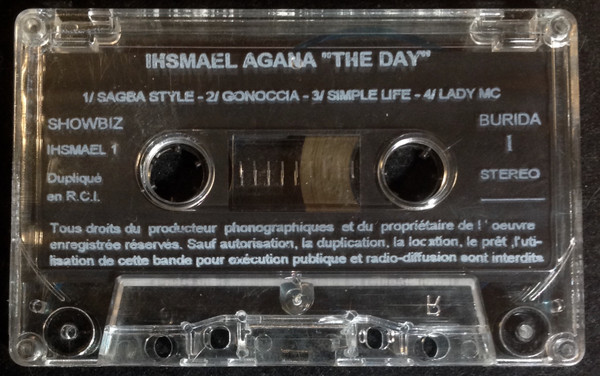 IHSMAEL AGANA "THE DAY"
1/ SAGBA STYLE - 2/ GONOCCIA - 3/ SIMPLE LIFE - 4/ LADY MC
SHOWBIZ
BURIDA
IHSMAEL 1
I
Dupliqué
en R.C.I.
STEREO
Tous droits du producteur phonographiques et du propriétaire de l' oeuvre
enregistrée réservés. Sauf autorisation, la duplication, la location, le prêt ,l'uti-
lisation de cette bande pour exécution publique et radio-diffusion sont interdits
R